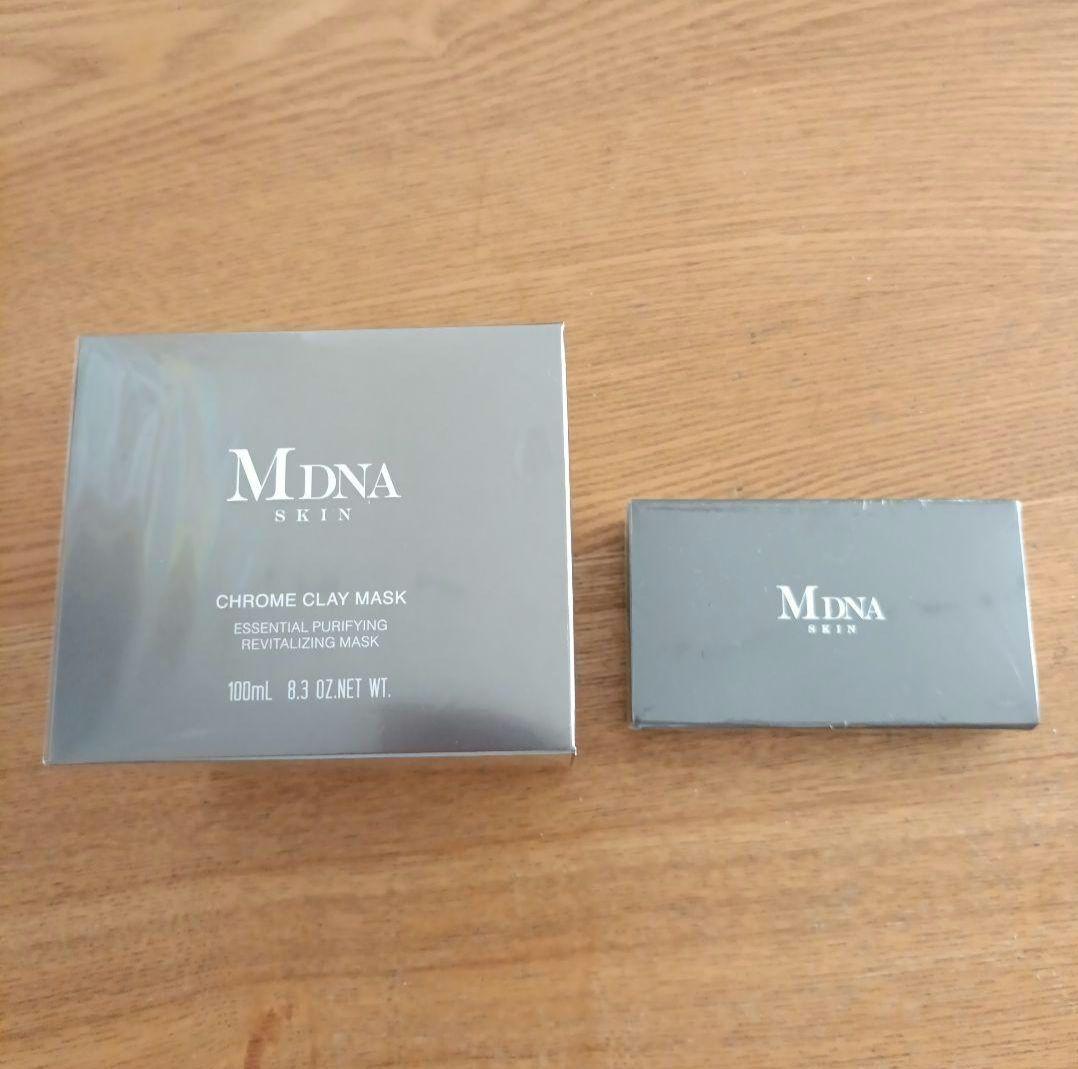 MDNA
SKIN
CHROME CLAY MASK
ESSENTIAL PURIFYING
REVITALIZING MASK
100mL 8.3 OZ.NET WT.
MDNA
SKIN